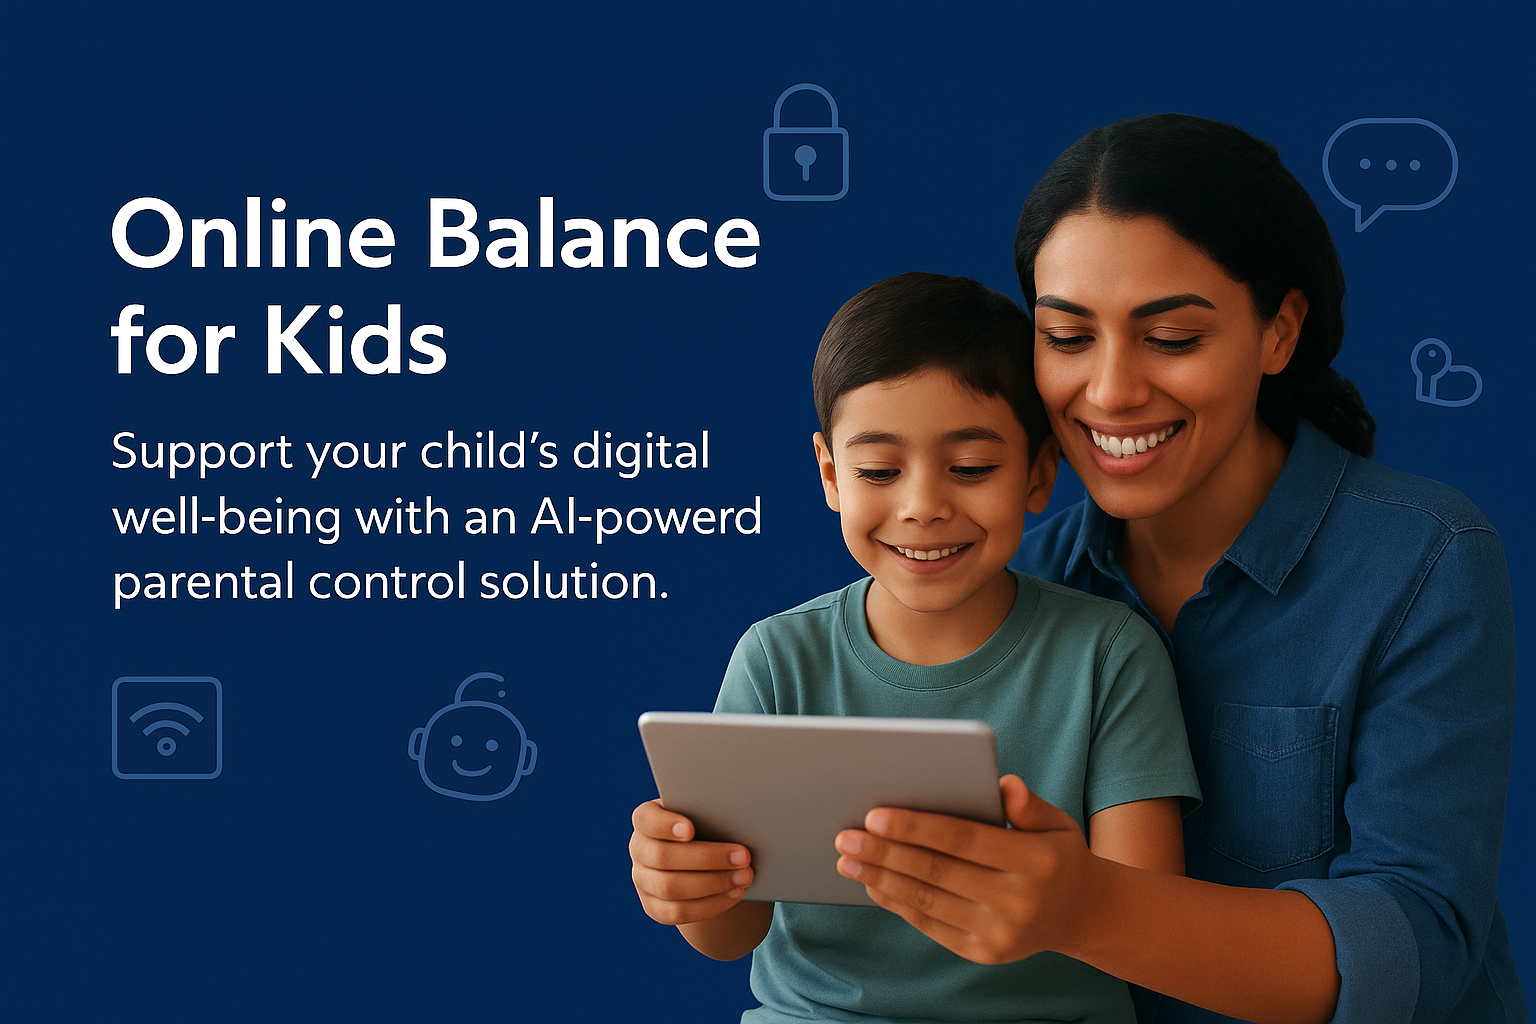 Online Balance
for Kids
Support your child’s digital
well-being with an AI-powerd
parental control solution.